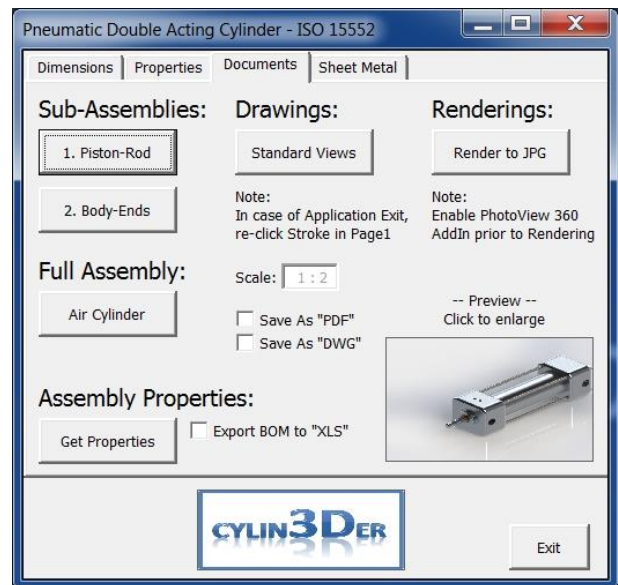 Pneumatic Double Acting Cylinder - ISO 15552
Dimensions
Properties
Documents
Sheet Metal
Sub-Assemblies:
1. Piston-Rod
2. Body-Ends
Full Assembly:
Air Cylinder
Drawings:
Standard Views
Note:
In case of Application Exit,
re-click Stroke in Page1
Scale: 1 : 2
Save As "PDF"
Save As "DWG"
Renderings:
Render to JPG
Note:
Enable PhotoView 360
AddIn prior to Rendering
-- Preview --
Click to enlarge
Assembly Properties:
Get Properties
Export BOM to "XLS"
CYLIN3DER
Exit